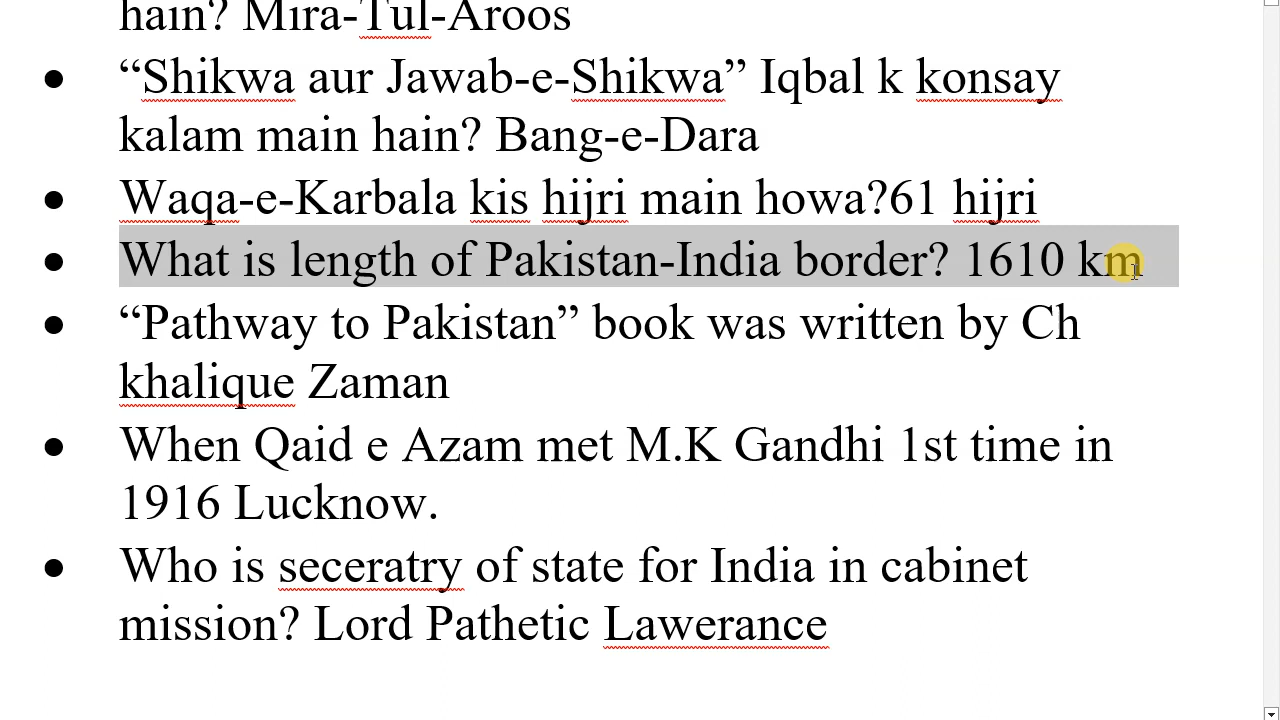 hain? Mira-Tul-Aroos
● “Shikwa aur Jawab-e-Shikwa” Iqbal k konsay
kalam main hain? Bang-e-Dara
● Waqa-e-Karbala kis hijri main howa?61 hijri
● What is length of Pakistan-India border? 1610 km
● “Pathway to Pakistan” book was written by Ch
khalique Zaman
● When Qaid e Azam met M.K Gandhi 1st time in
1916 Lucknow.
● Who is seceratry of state for India in cabinet
mission? Lord Pathetic Lawerance